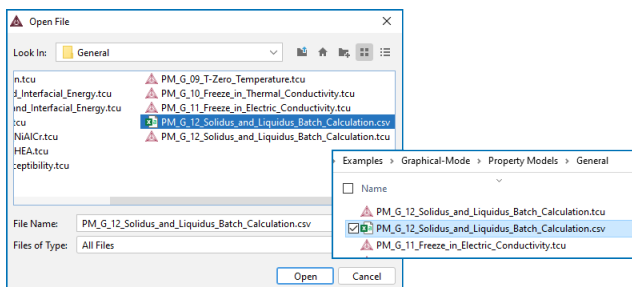 Open File
Look In: General
n.tcu
d_Interfacial_Energy.tcu
and_Interfacial_Energy.tcu
tcu
NiAlCr.tcu
HEA.tcu
ceptibility.tcu
PM_G_09_T-Zero_Temperature.tcu
PM_G_10_Freeze_in_Thermal_Conductivity.tcu
PM_G_11_Freeze_in_Electric_Conductivity.tcu
PM_G_12_Solidus_and_Liquidus_Batch_Calculation.csv
PM_G_12_Solidus_and_Liquidus_Batch_Calculation.tcu
File Name: PM_G_12_Solidus_and_Liquidus_Batch_Calculation.csv
Files of Type: All Files
Open Cancel
Examples > Graphical-Mode > Property Models > General
Name
PM_G_12_Solidus_and_Liquidus_Batch_Calculation.tcu
PM_G_12_Solidus_and_Liquidus_Batch_Calculation.csv
PM_G_11_Freeze_in_Electric_Conductivity.tcu